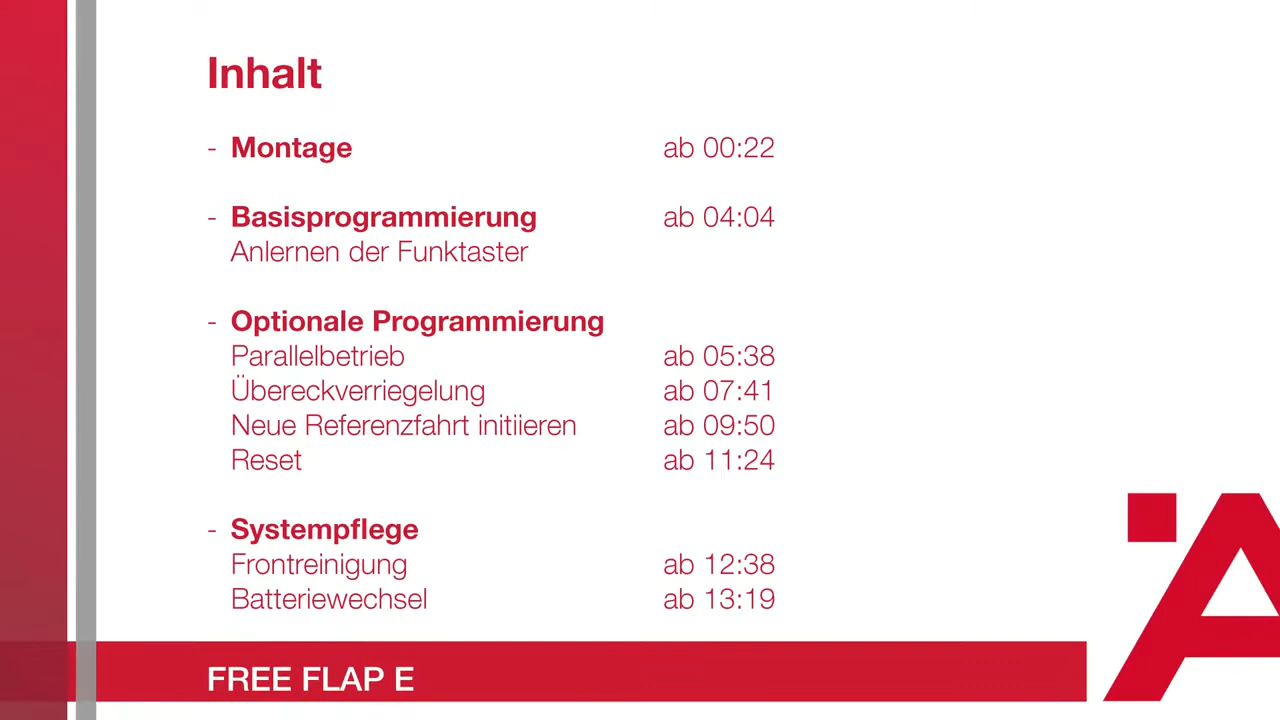 Inhalt
- Montage ab 00:22
- Basisprogrammierung ab 04:04
Anlernen der Funktaster
- Optionale Programmierung
Parallelbetrieb ab 05:38
Übereckverriegelung ab 07:41
Neue Referenzfahrt initiieren ab 09:50
Reset ab 11:24
- Systempflege
Frontreinigung ab 12:38
Batteriewechsel ab 13:19
FREE FLAP E